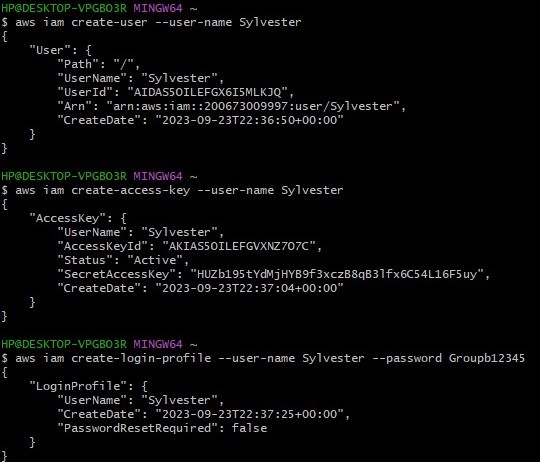 HP@DESKTOP-VPGBO3R MINGW64 ~
$ aws iam create-user --user-name Sylvester
{
    "User": {
        "Path": "/",
        "UserName": "Sylvester",
        "UserId": "AIDAS5OILEFGX6I5MLKJQ",
        "Arn": "arn:aws:iam::200673009997:user/Sylvester",
        "CreateDate": "2023-09-23T22:36:50+00:00"
    }
}
HP@DESKTOP-VPGBO3R MINGW64 ~
$ aws iam create-access-key --user-name Sylvester
{
    "AccessKey": {
        "UserName": "Sylvester",
        "AccessKeyId": "AKIAS5OILEFGVXNZ7O7C",
        "Status": "Active",
        "SecretAccessKey": "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",
        "CreateDate": "2023-09-23T22:37:04+00:00"
    }
}
HP@DESKTOP-VPGBO3R MINGW64 ~
$ aws iam create-login-profile --user-name Sylvester --password Groupb12345
{
    "LoginProfile": {
        "UserName": "Sylvester",
        "CreateDate": "2023-09-23T22:37:25+00:00",
        "PasswordResetRequired": false
    }
}